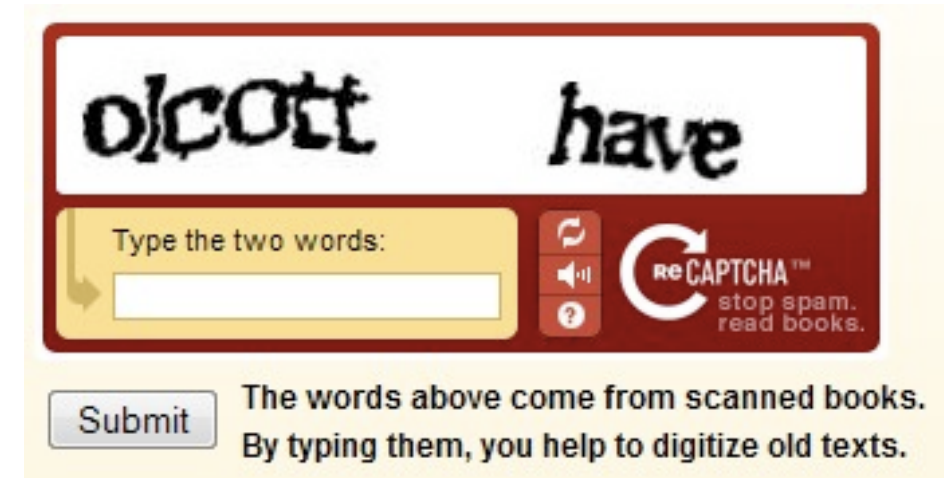 olcott have
Type the two words:
ReCAPTCHA™
stop spam.
read books.
Submit
The words above come from scanned books.
By typing them, you help to digitize old texts.